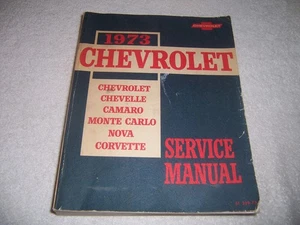 1973
CHEVROLET
CHEVROLET
CHEVELLE
CAMARO
MONTE CARLO
NOVA
CORVETTE
SERVICE
MANUAL